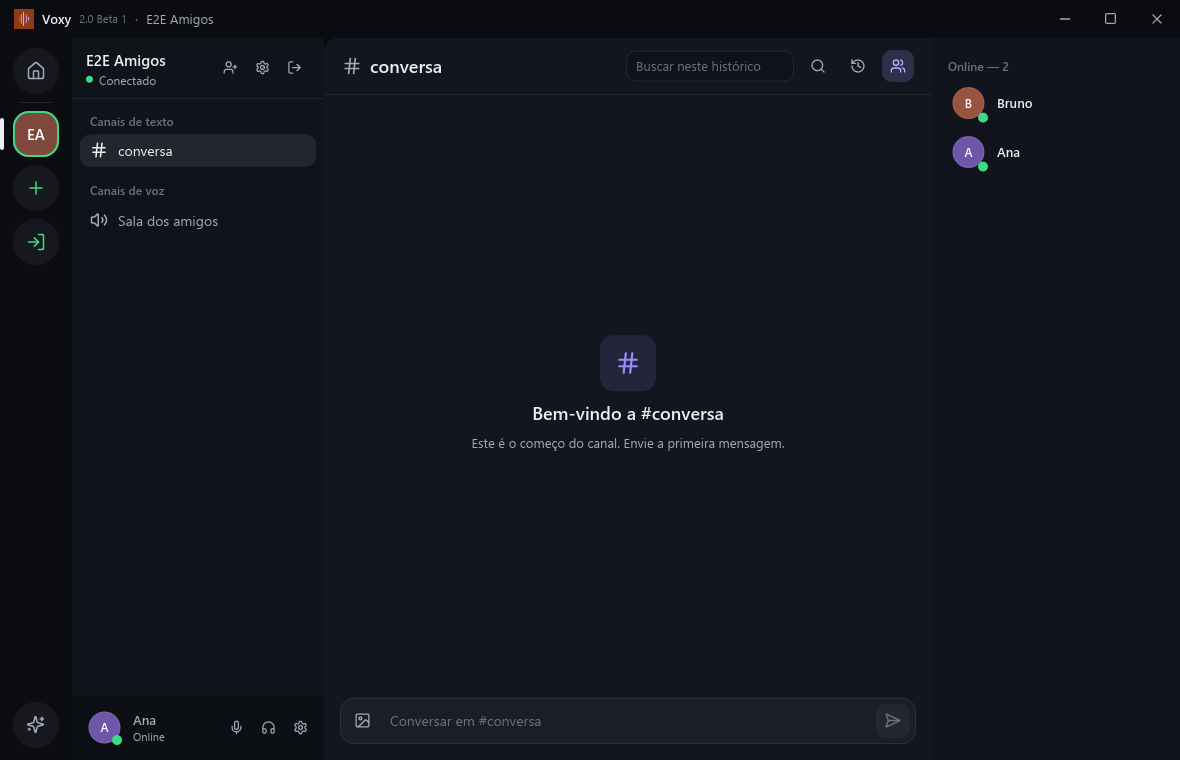 Voxy 2.0 Beta 1 · E2E Amigos
EA
E2E Amigos
Conectado
Canais de texto
conversa
Canais de voz
Sala dos amigos
A
Ana
Online
# conversa
Buscar neste histórico
#
Bem-vindo a #conversa
Este é o começo do canal. Envie a primeira mensagem.
Conversar em #conversa
Online — 2
B Bruno
A Ana